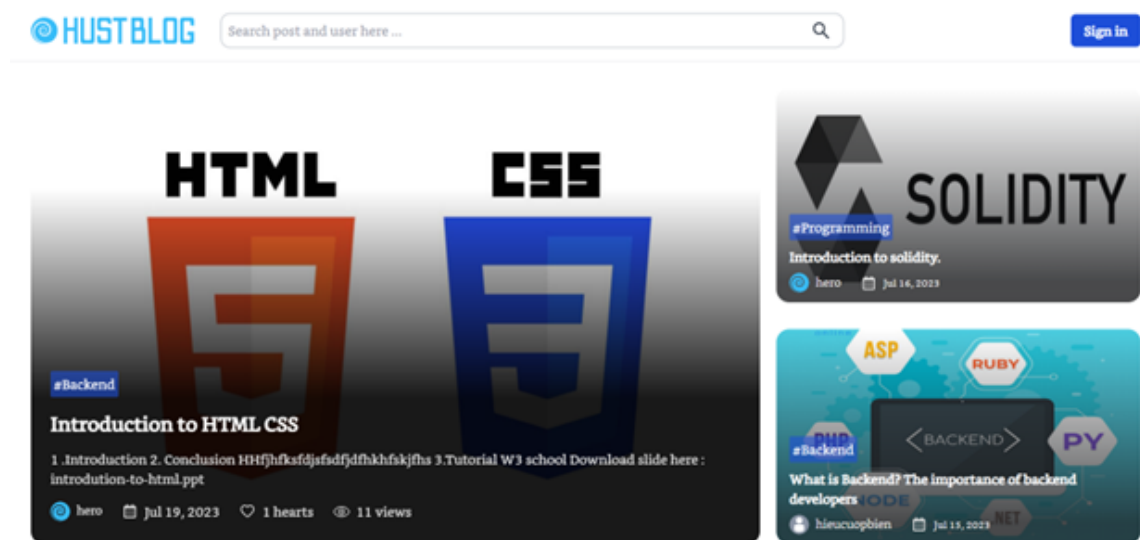 HUSTBLOG
Search post and user here ...
Sign in
HTML
CSS
5
3
#Backend
Introduction to HTML CSS
1 .Introduction 2. Conclusion HHfjhfksfdjsfsdfjdfhkhfskjfhs 3.Tutorial W3 school Download slide here :
introdution-to-html.ppt
hero Jul 19, 2023 1 hearts 11 views
SOLIDITY
#Programming
Introduction to solidity.
hero Jul 16, 2023
ASP
RUBY
<BACKEND>
PHP
PY
#Backend
What is Backend? The importance of backend
developers
NODE
.NET
hieucuopbien Jul 15, 2023